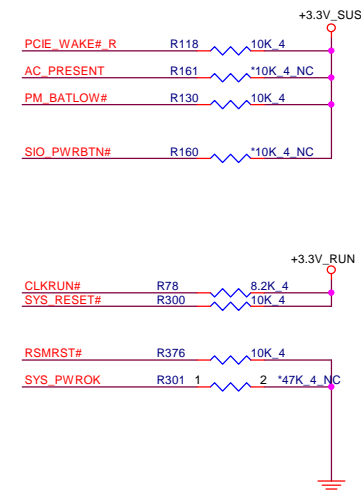 +3.3V_SUS
PCIE_WAKE#_R R118 10K_4
AC_PRESENT R161 *10K_4_NC
PM_BATLOW# R130 10K_4
SIO_PWRBTN# R160 *10K_4_NC
+3.3V_RUN
CLKRUN# R78 8.2K_4
SYS_RESET# R300 10K_4
RSMRST# R376 10K_4
SYS_PWROK R301 1 2 *47K_4_NC